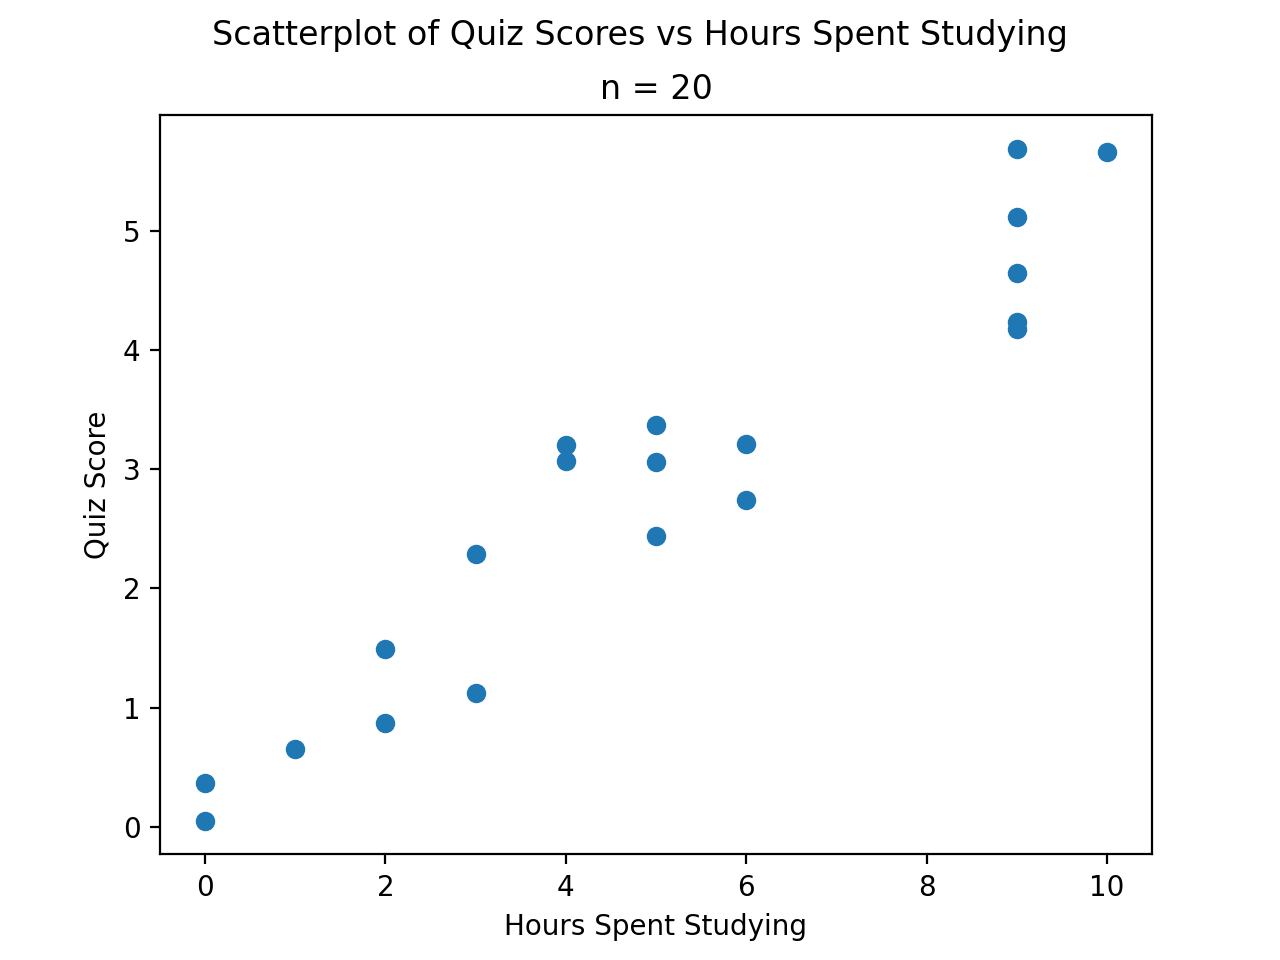 Scatterplot of Quiz Scores vs Hours Spent Studying
n = 20
5
4
3
2
1
0
Quiz Score
0 2 4 6 8 10
Hours Spent Studying